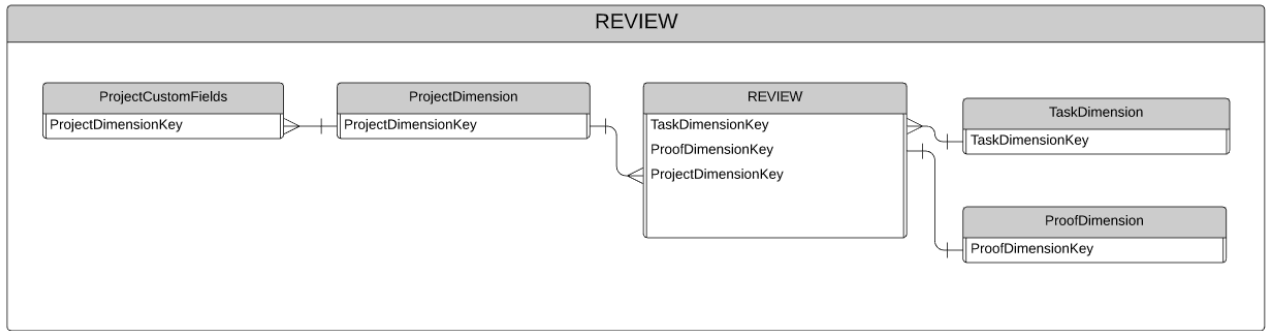 REVIEW
ProjectCustomFields
ProjectDimensionKey
ProjectDimension
ProjectDimensionKey
REVIEW
TaskDimensionKey
ProofDimensionKey
ProjectDimensionKey
TaskDimension
TaskDimensionKey
ProofDimension
ProofDimensionKey